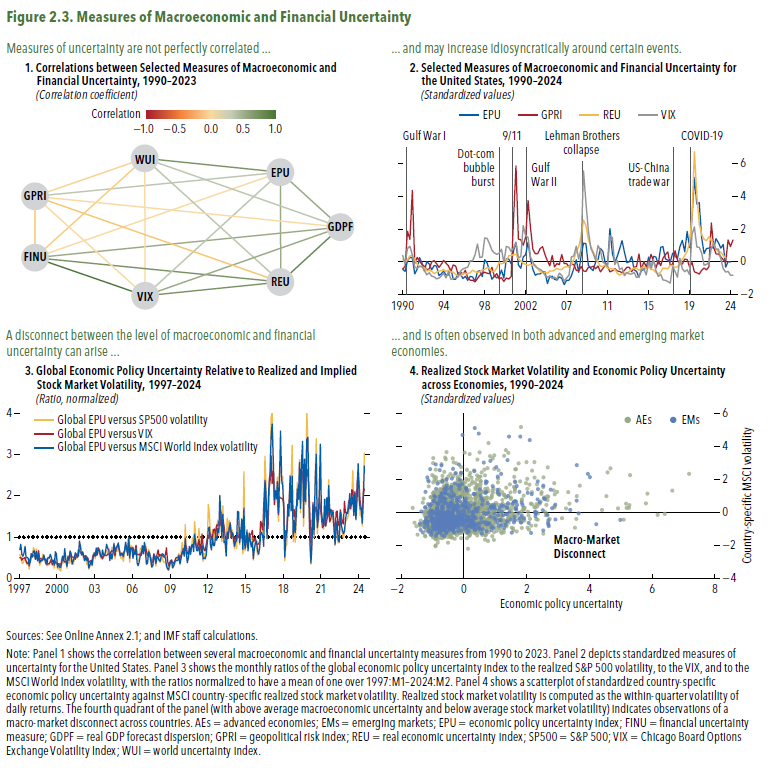 Figure 2.3. Measures of Macroeconomic and Financial Uncertainty
Measures of uncertainty are not perfectly correlated ...
1. Correlations between Selected Measures of Macroeconomic and
Financial Uncertainty, 1990–2023
(Correlation coefficient)
Correlation
−1.0 −0.5 0.0 0.5 1.0
WUI
EPU
GPRI
GDPF
FINU
REU
VIX
... and may increase idiosyncratically around certain events.
2. Selected Measures of Macroeconomic and Financial Uncertainty for
the United States, 1990–2024
(Standardized values)
EPU GPRI REU VIX
Gulf War I 9/11 Lehman Brothers
collapse
COVID-19
Dot-com
bubble
burst
Gulf
War II
US-China
trade war
6
4
2
0
−2
1990 94 98 2002 07 11 15 19 24
A disconnect between the level of macroeconomic and financial
uncertainty can arise ...
3. Global Economic Policy Uncertainty Relative to Realized and Implied
Stock Market Volatility, 1997–2024
(Ratio, normalized)
Global EPU versus SP500 volatility
Global EPU versus VIX
Global EPU versus MSCI World Index volatility
4
3
2
1
0
1997 2000 03 06 09 12 15 18 21 24
... and is often observed in both advanced and emerging market
economies.
4. Realized Stock Market Volatility and Economic Policy Uncertainty
across Economies, 1990–2024
(Standardized values)
AEs EMs
6
4
2
0
−2
−4
Country-specific MSCI volatility
Macro-Market
Disconnect
−2 0 2 4 6 8
Economic policy uncertainty
Sources: See Online Annex 2.1; and IMF staff calculations.
Note: Panel 1 shows the correlation between several macroeconomic and financial uncertainty measures from 1990 to 2023. Panel 2 depicts standardized measures of
uncertainty for the United States. Panel 3 shows the monthly ratios of the global economic policy uncertainty index to the realized S&P 500 volatility, to the VIX, and to the
MSCI World Index volatility, with the ratios normalized to have a mean of one over 1997:M1–2024:M2. Panel 4 shows a scatterplot of standardized country-specific
economic policy uncertainty against MSCI country-specific realized stock market volatility. Realized stock market volatility is computed as the within-quarter volatility of
daily returns. The fourth quadrant of the panel (with above average macroeconomic uncertainty and below average stock market volatility) indicates observations of a
macro-market disconnect across countries. AEs = advanced economies; EMs = emerging markets; EPU = economic policy uncertainty index; FINU = financial uncertainty
measure; GDPF = real GDP forecast dispersion; GPRI = geopolitical risk index; REU = real economic uncertainty index; SP500 = S&P 500; VIX = Chicago Board Options
Exchange Volatility Index; WUI = world uncertainty index.